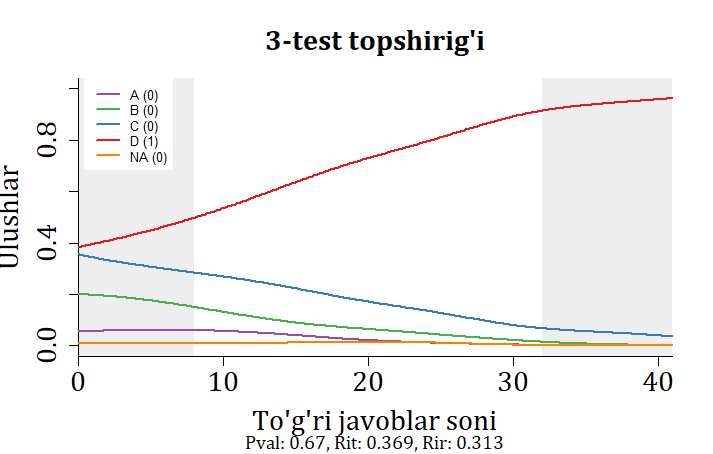 3-test topshirig'i
A (0)
B (0)
C (0)
D (1)
NA (0)
Ulushlar
0.0 0.4 0.8
0 10 20 30 40
To'g'ri javoblar soni
Pval: 0.67, Rit: 0.369, Rir: 0.313